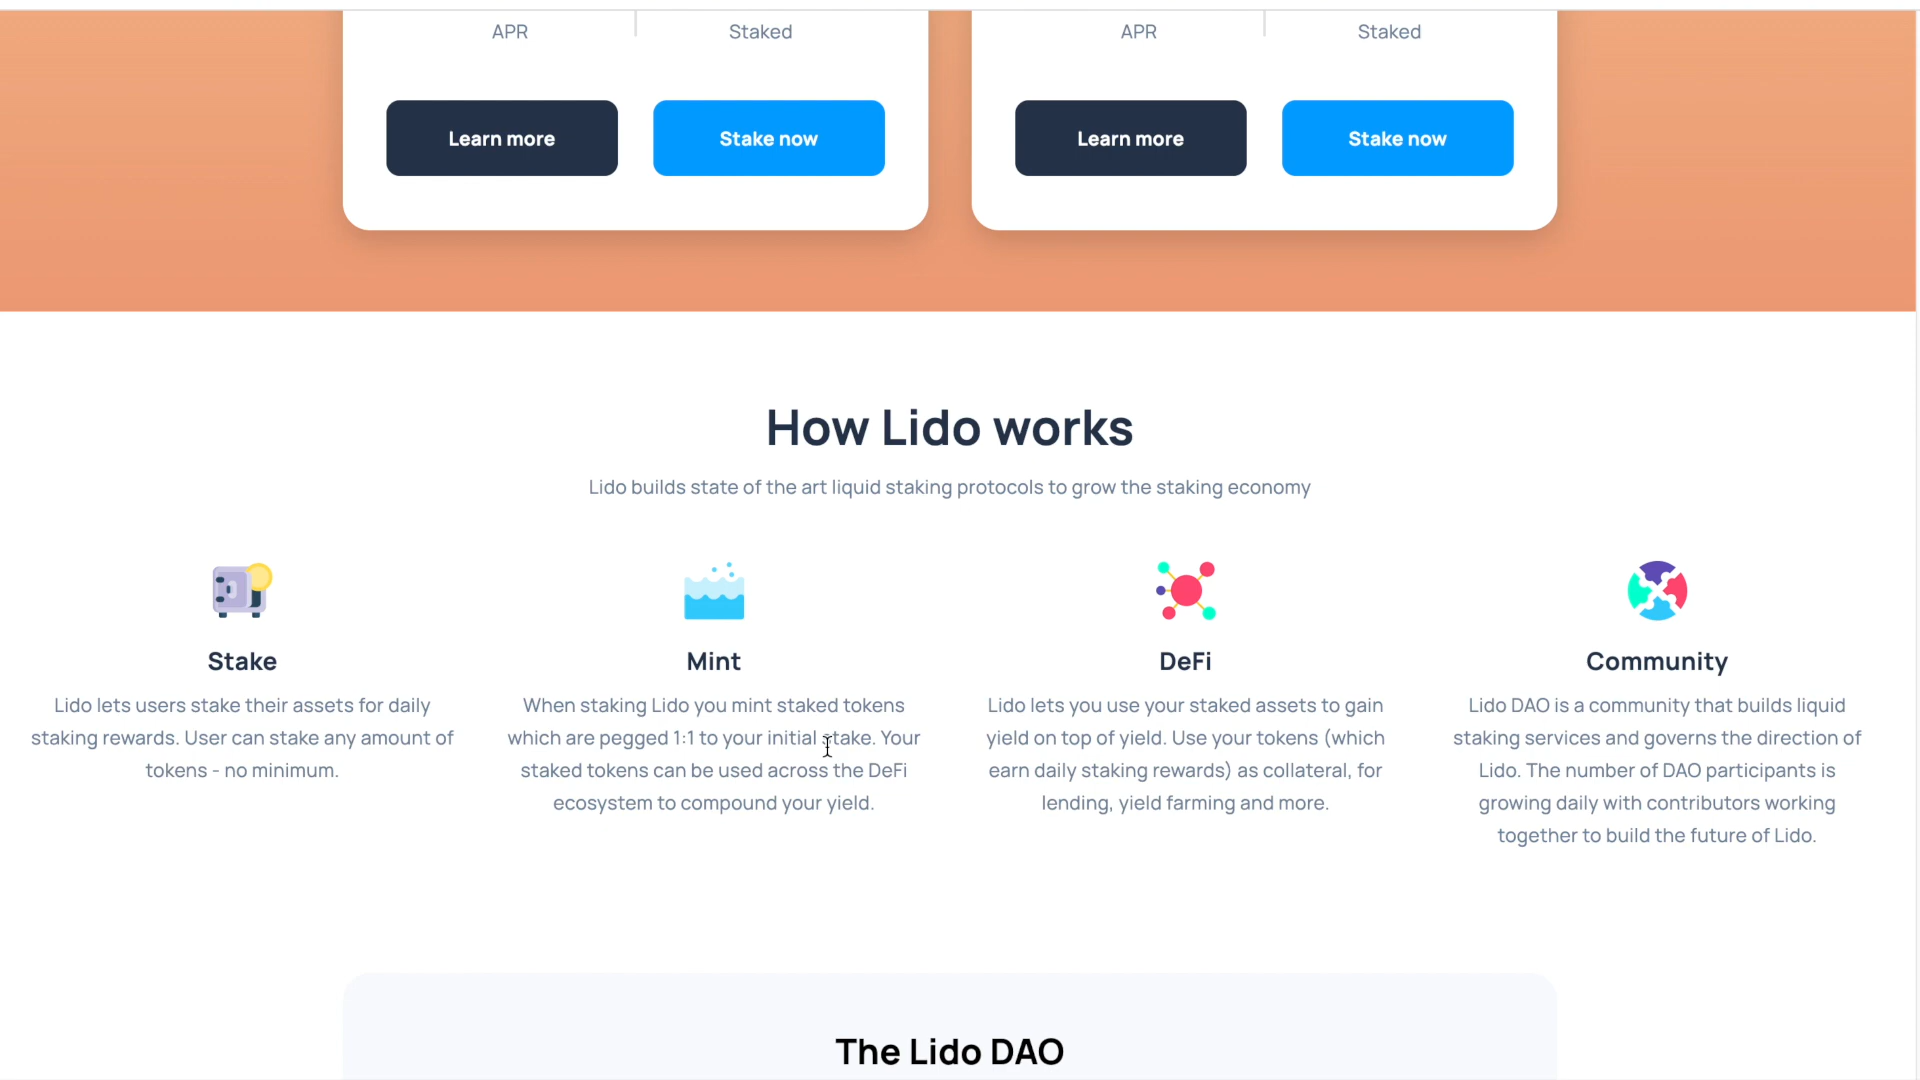 APR Staked APR Staked
Learn more Stake now Learn more Stake now
How Lido works
Lido builds state of the art liquid staking protocols to grow the staking economy
Stake
Lido lets users stake their assets for daily
staking rewards. User can stake any amount of
tokens - no minimum.
Mint
When staking Lido you mint staked tokens
which are pegged 1:1 to your initial stake. Your
staked tokens can be used across the DeFi
ecosystem to compound your yield.
DeFi
Lido lets you use your staked assets to gain
yield on top of yield. Use your tokens (which
earn daily staking rewards) as collateral, for
lending, yield farming and more.
Community
Lido DAO is a community that builds liquid
staking services and governs the direction of
Lido. The number of DAO participants is
growing daily with contributors working
together to build the future of Lido.
The Lido DAO